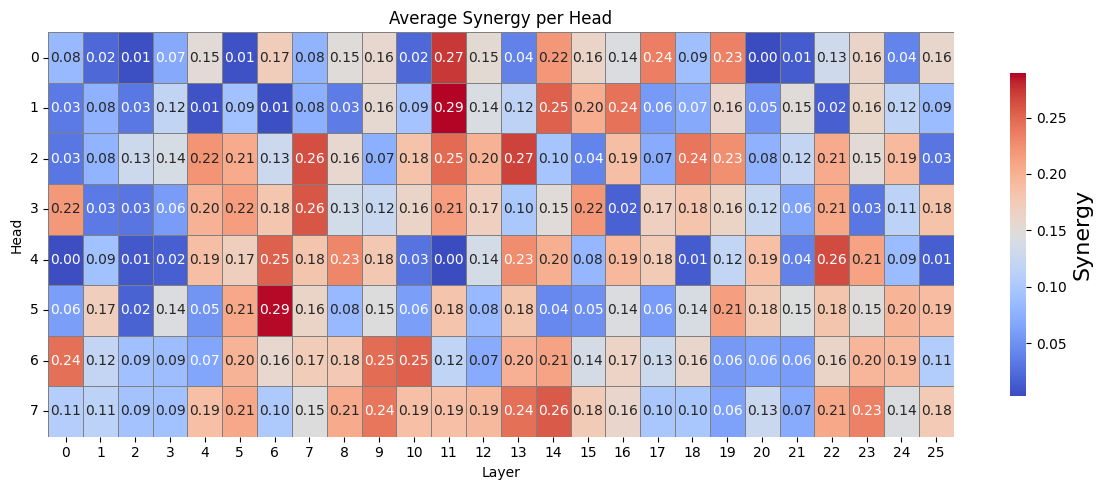 Average Synergy per Head
0 0.08 0.02 0.01 0.07 0.15 0.01 0.17 0.08 0.15 0.16 0.02 0.27 0.15 0.04 0.22 0.16 0.14 0.24 0.09 0.23 0.00 0.01 0.13 0.16 0.04 0.16
1 0.03 0.08 0.03 0.12 0.01 0.09 0.01 0.08 0.03 0.16 0.09 0.29 0.14 0.12 0.25 0.20 0.24 0.06 0.07 0.16 0.05 0.15 0.02 0.16 0.12 0.09
2 0.03 0.08 0.13 0.14 0.22 0.21 0.13 0.26 0.16 0.07 0.18 0.25 0.20 0.27 0.10 0.04 0.19 0.07 0.24 0.23 0.08 0.12 0.21 0.15 0.19 0.03
3 0.22 0.03 0.03 0.06 0.20 0.22 0.18 0.26 0.13 0.12 0.16 0.21 0.17 0.10 0.15 0.22 0.02 0.17 0.18 0.16 0.12 0.06 0.21 0.03 0.11 0.18
4 0.00 0.09 0.01 0.02 0.19 0.17 0.25 0.18 0.23 0.18 0.03 0.00 0.14 0.23 0.20 0.08 0.19 0.18 0.01 0.12 0.19 0.04 0.26 0.21 0.09 0.01
5 0.06 0.17 0.02 0.14 0.05 0.21 0.29 0.16 0.08 0.15 0.06 0.18 0.08 0.18 0.04 0.05 0.14 0.06 0.14 0.21 0.18 0.15 0.18 0.15 0.20 0.19
6 0.24 0.12 0.09 0.09 0.07 0.20 0.16 0.17 0.18 0.25 0.25 0.12 0.07 0.20 0.21 0.14 0.17 0.13 0.16 0.06 0.06 0.06 0.16 0.20 0.19 0.11
7 0.11 0.11 0.09 0.09 0.19 0.21 0.10 0.15 0.21 0.24 0.19 0.19 0.19 0.24 0.26 0.18 0.16 0.10 0.10 0.06 0.13 0.07 0.21 0.23 0.14 0.18
0 1 2 3 4 5 6 7 8 9 10 11 12 13 14 15 16 17 18 19 20 21 22 23 24 25
Layer
Head
0.25
0.20
0.15
0.10
0.05
Synergy